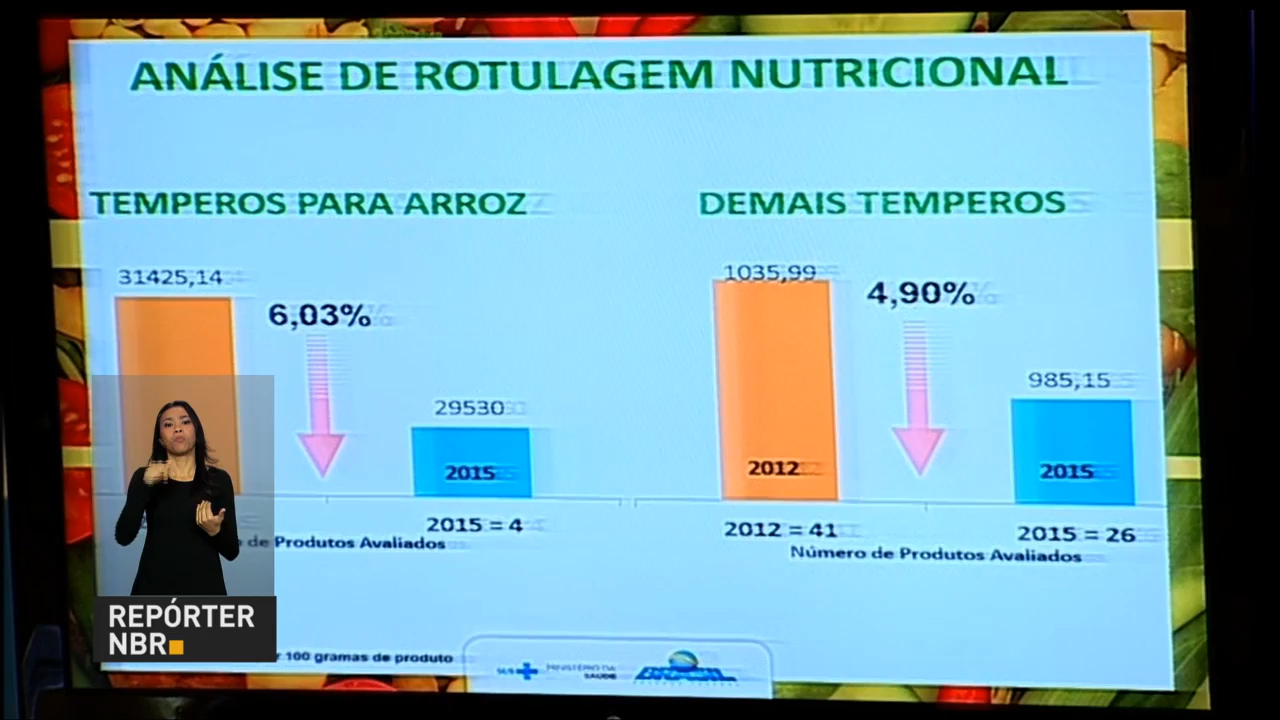 ANÁLISE DE ROTULAGEM NUTRICIONAL
TEMPEROS PARA ARROZ
DEMAIS TEMPEROS
31425,14
6,03%
29530
2015
2015 = 4
de Produtos Avaliados
1035,99
4,90%
985,15
2012
2015
2012 = 41
2015 = 26
Número de Produtos Avaliados
REPÓRTER
NBR
100 gramas de produto
SUS
MINISTÉRIO DA
SAÚDE
BRASIL